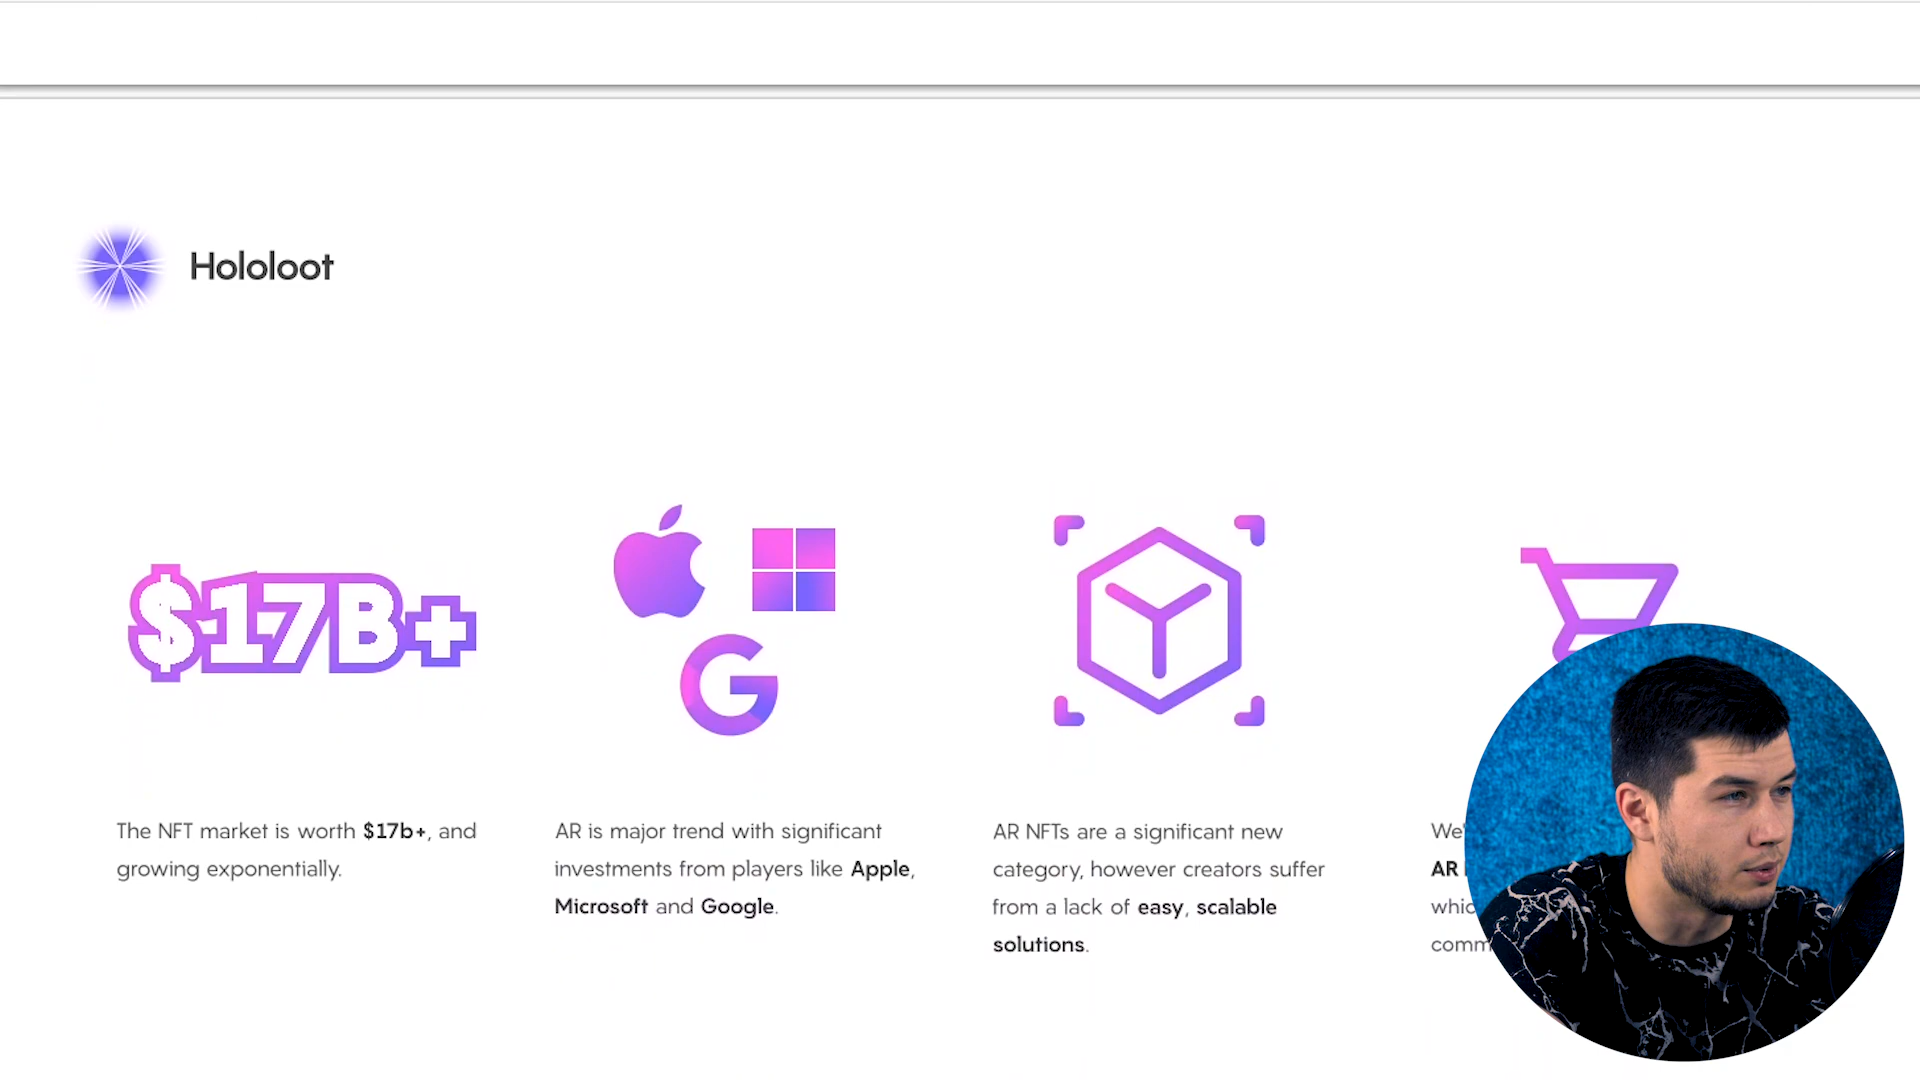 Hololoot
$17B+
The NFT market is worth $17b+, and
growing exponentially.
AR is major trend with significant
investments from players like Apple,
Microsoft and Google.
AR NFTs are a significant new
category, however creators suffer
from a lack of easy, scalable
solutions.
AR